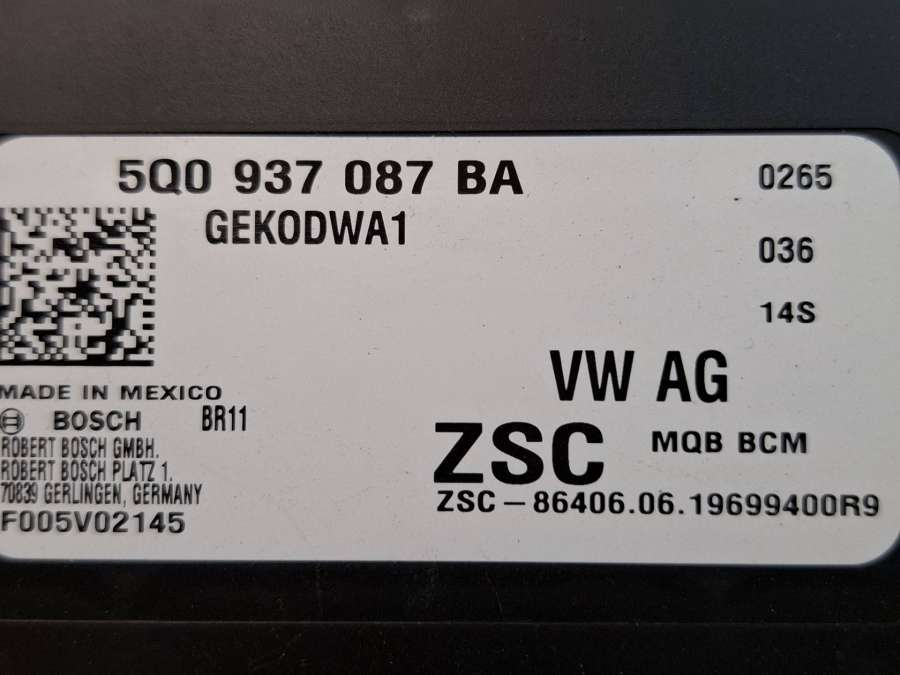 5Q0 937 087 BA 0265
GEKODWA1
036
14S
VW AG
MADE IN MEXICO
BOSCH BR11
ZSC MQB BCM
ROBERT BOSCH GMBH.
ROBERT BOSCH PLATZ 1.
70839 GERLINGEN, GERMANY
ZSC-86406.06.19699400R9
F005V02145